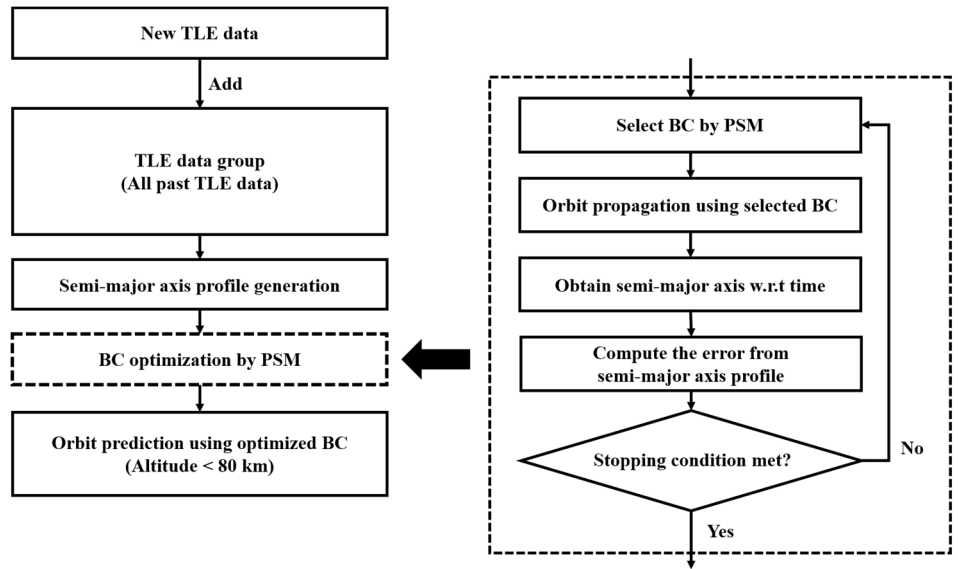 New TLE data
Add
TLE data group
(All past TLE data)
Semi-major axis profile generation
BC optimization by PSM
Orbit prediction using optimized BC
(Altitude < 80 km)
Select BC by PSM
Orbit propagation using selected BC
Obtain semi-major axis w.r.t time
Compute the error from
semi-major axis profile
Stopping condition met?
No
Yes